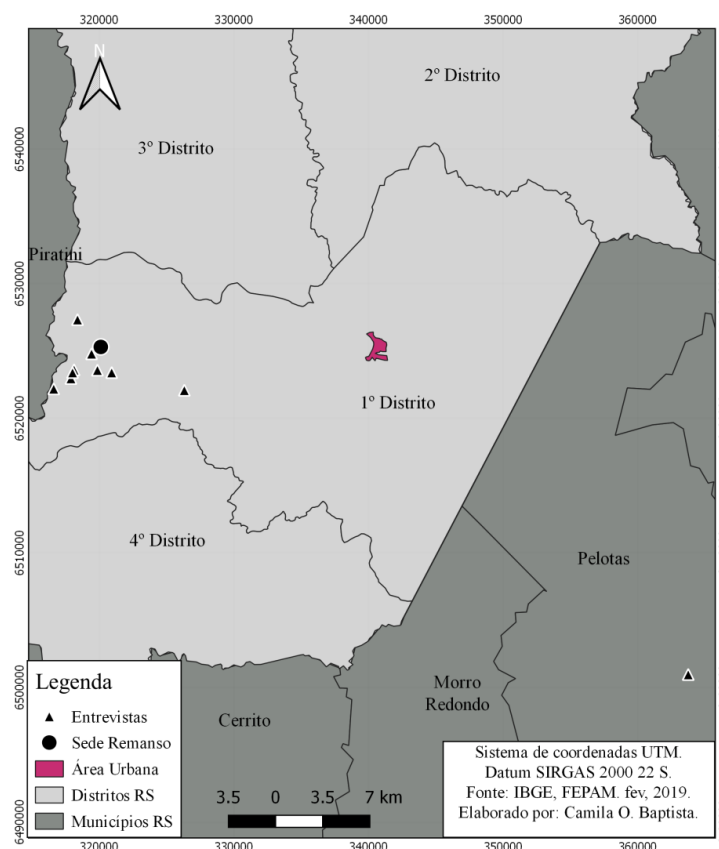 320000 330000 340000 350000 360000
N
2º Distrito
3º Distrito
6540000
Piratini
6530000
1º Distrito
6520000
4º Distrito
6510000
Pelotas
6500000
Legenda
Entrevistas
Sede Remanso
Área Urbana
Distritos RS
Municípios RS
Cerrito
Morro
Redondo
3.5 0 3.5 7 km
Sistema de coordenadas UTM.
Datum SIRGAS 2000 22 S.
Fonte: IBGE, FEPAM. fev, 2019.
Elaborado por: Camila O. Baptista.
6490000
320000 330000 340000 350000 360000